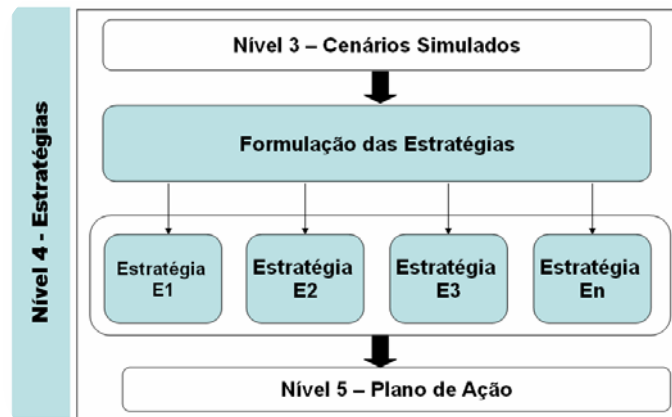 Nível 4 - Estratégias
Nível 3 – Cenários Simulados
Formulação das Estratégias
Estratégia
E1
Estratégia
E2
Estratégia
E3
Estratégia
En
Nível 5 – Plano de Ação